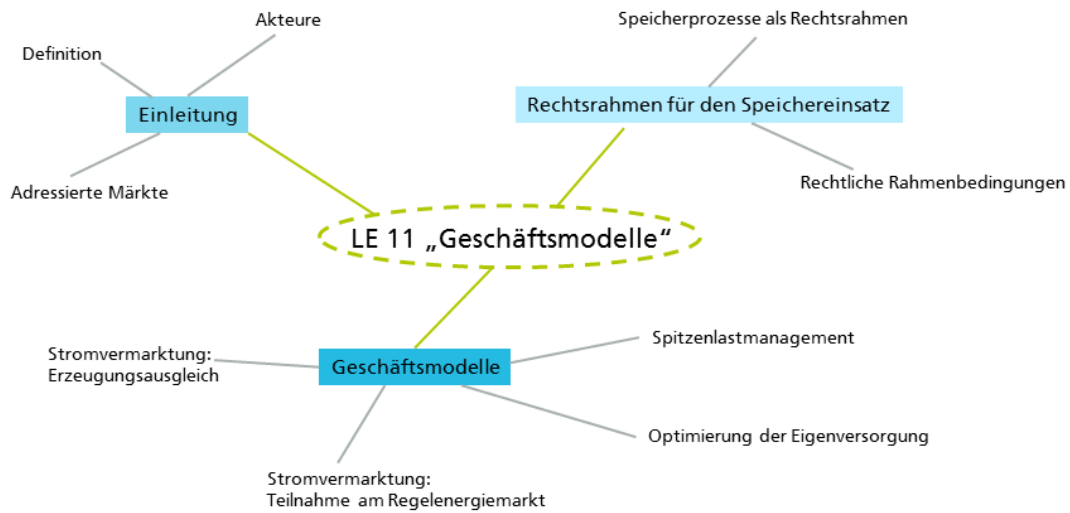 Akteure
Definition
Einleitung
Adressierte Märkte
Speicherprozesse als Rechtsrahmen
Rechtsrahmen für den Speichereinsatz
Rechtliche Rahmenbedingungen
LE 11 „Geschäftsmodelle“
Stromvermarktung:
Erzeugungsausgleich
Geschäftsmodelle
Spitzenlastmanagement
Optimierung der Eigenversorgung
Stromvermarktung:
Teilnahme am Regelenergiemarkt